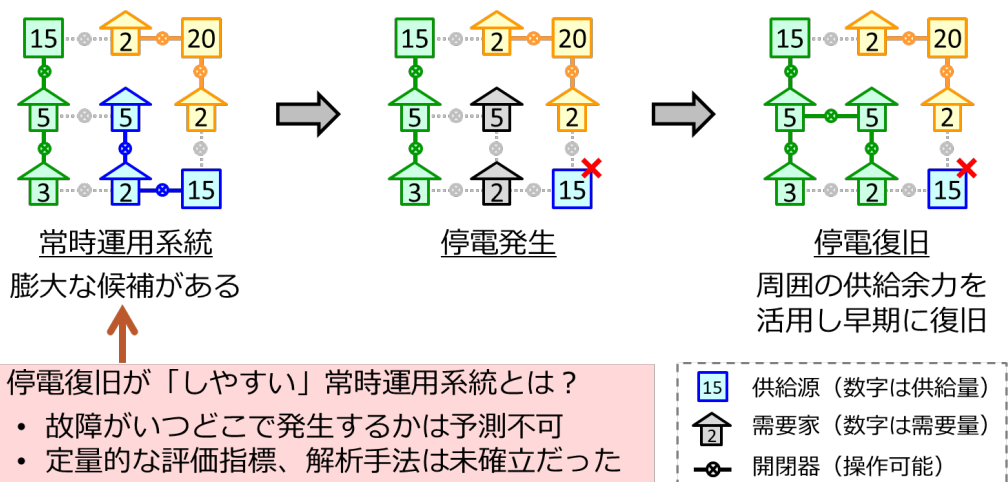 15 2 20
5 5 2
3 2 15
15 2 20
5 5 2
3 2 15
15 2 20
5 5 2
3 2 15
常時運用系統
膨大な候補がある
停電発生
停電復旧
周囲の供給余力を
活用し早期に復旧
停電復旧が「しやすい」常時運用系統とは？
• 故障がいつどこで発生するかは予測不可
• 定量的な評価指標、解析手法は未確立だった
15 供給源（数字は供給量）
2 需要家（数字は需要量）
開閉器（操作可能）